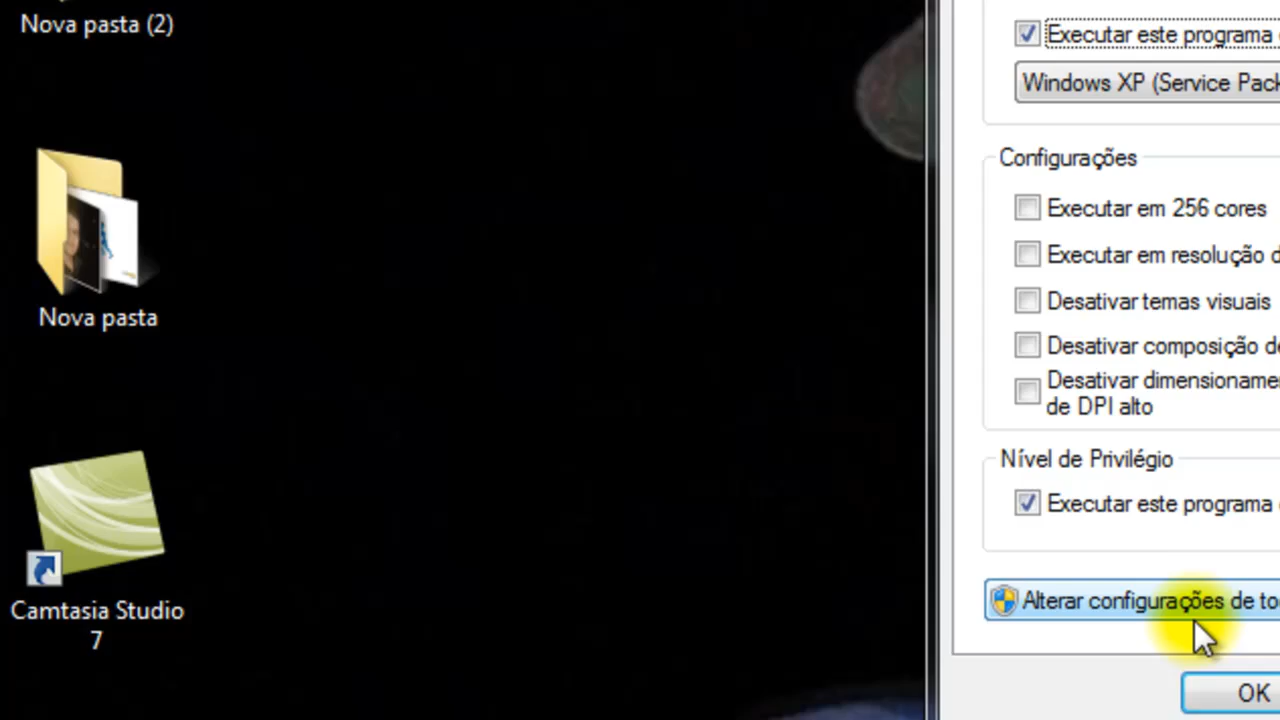 Nova pasta (2)
Nova pasta
Camtasia Studio
7
Executar este programa
Windows XP (Service Pack
Configurações
Executar em 256 cores
Executar em resolução d
Desativar temas visuais
Desativar composição de
Desativar dimensioname
de DPI alto
Nível de Privilégio
Executar este programa
Alterar configurações de to
OK